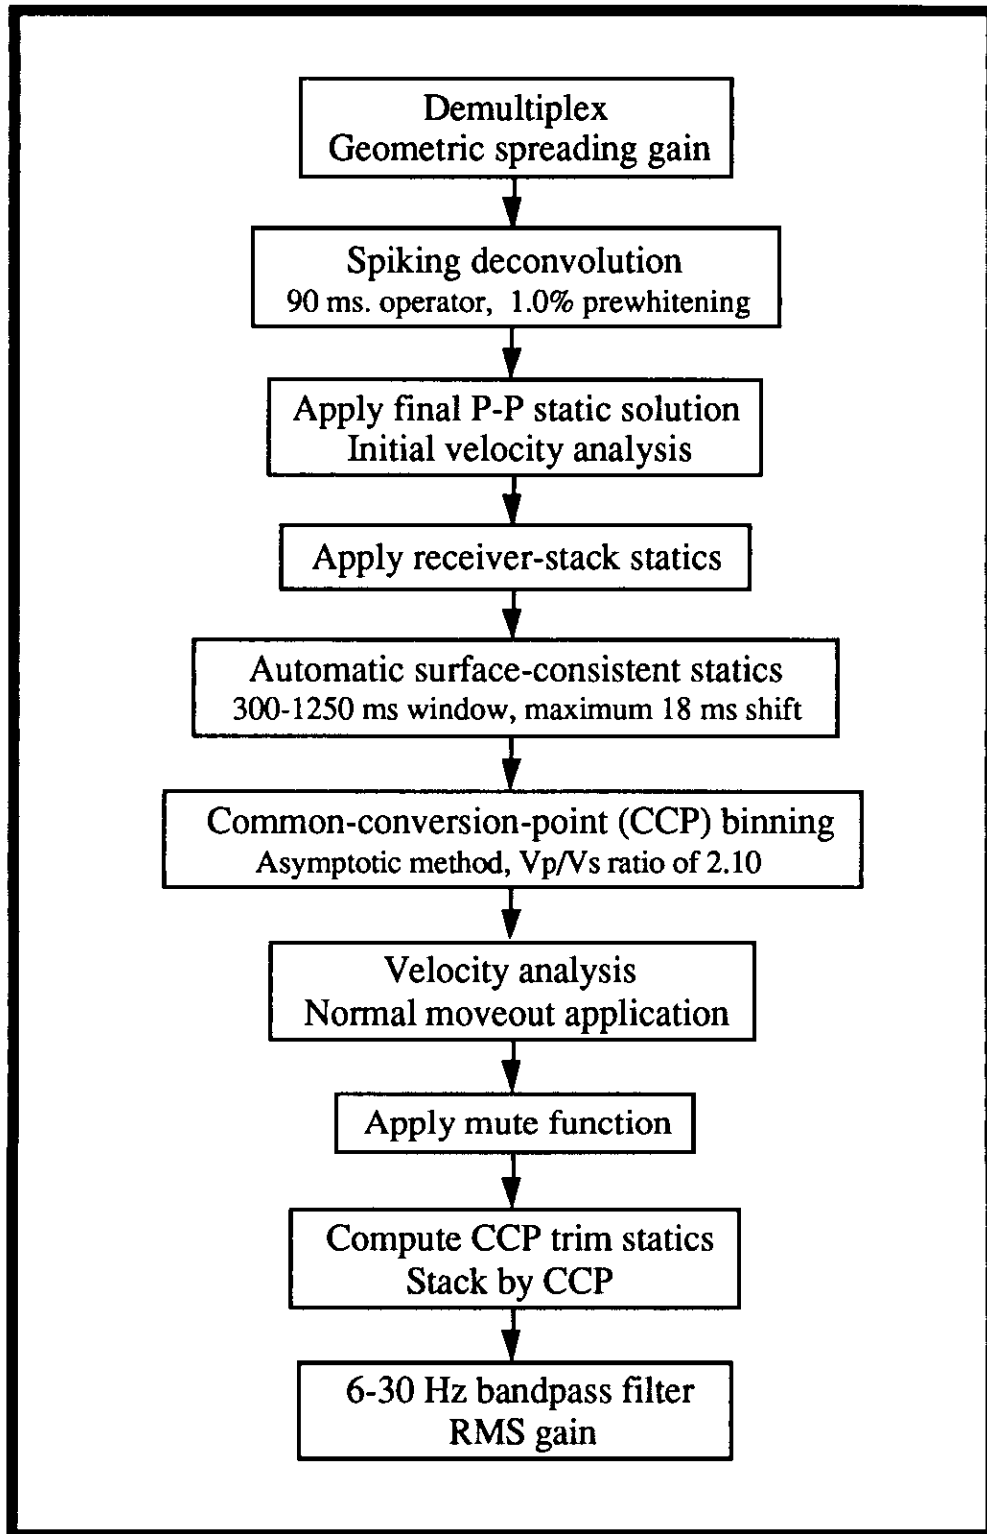 Demultiplex
Geometric spreading gain
Spiking deconvolution
90 ms. operator, 1.0% prewhitening
Apply final P-P static solution
Initial velocity analysis
Apply receiver-stack statics
Automatic surface-consistent statics
300-1250 ms window, maximum 18 ms shift
Common-conversion-point (CCP) binning
Asymptotic method, Vp/Vs ratio of 2.10
Velocity analysis
Normal moveout application
Apply mute function
Compute CCP trim statics
Stack by CCP
6-30 Hz bandpass filter
RMS gain